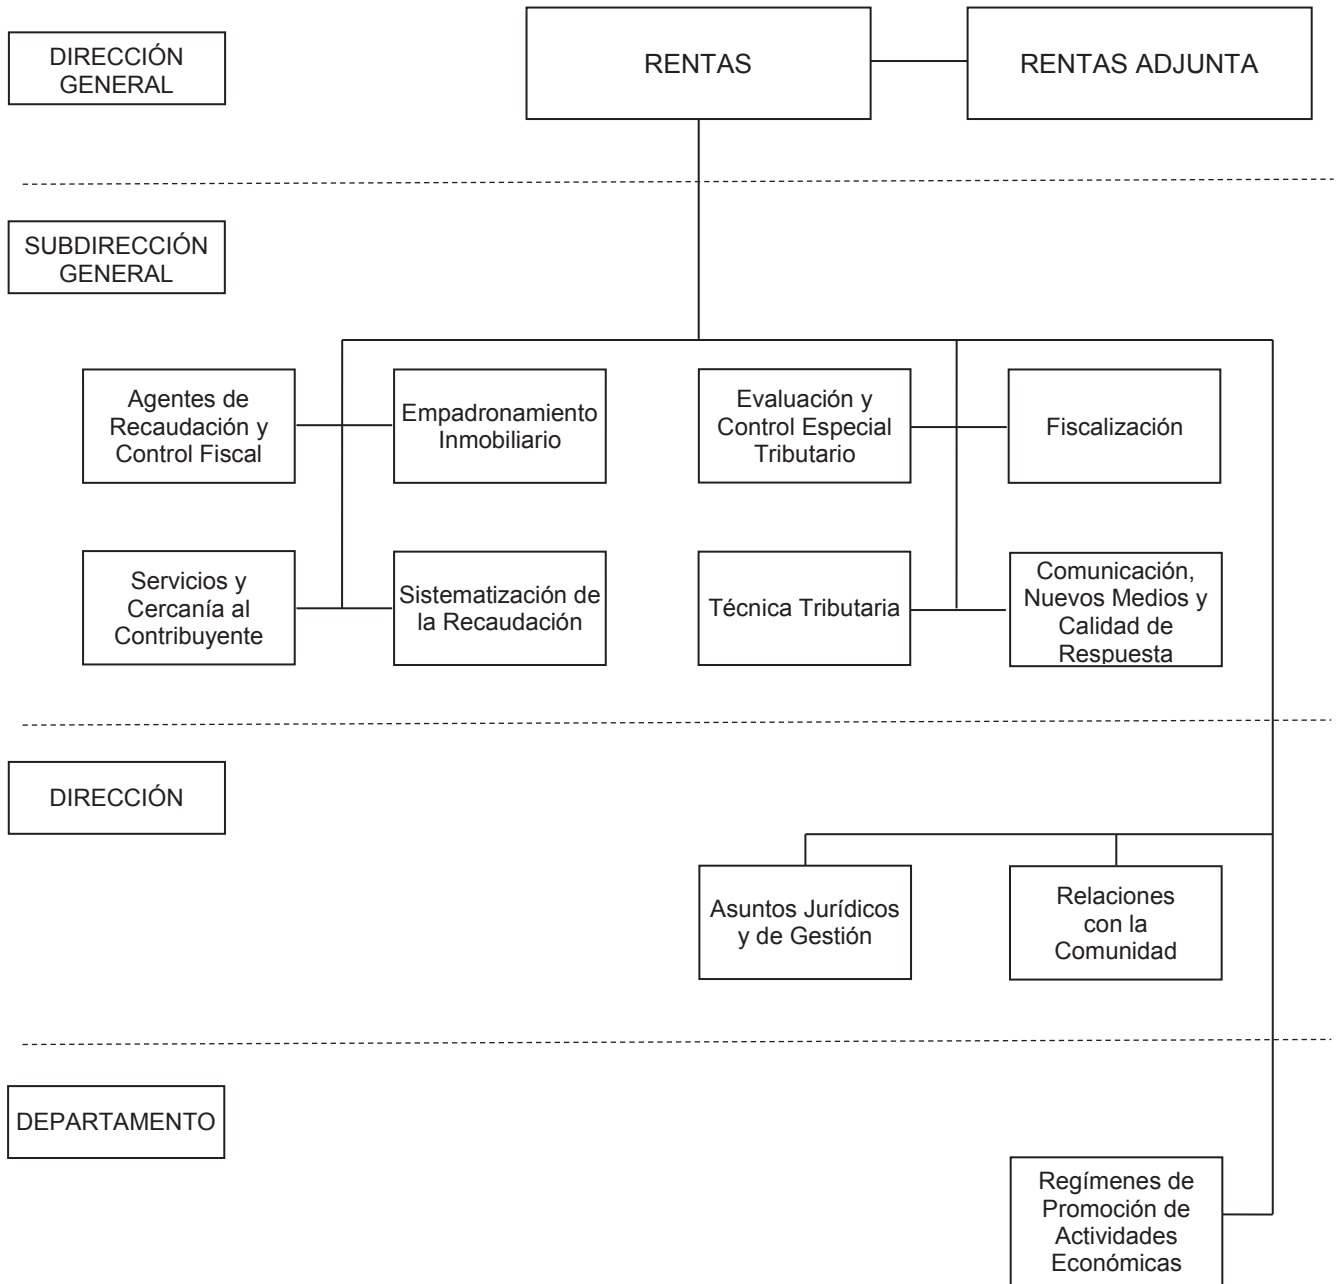 DIRECCIÓN
GENERAL
RENTAS
RENTAS ADJUNTA
SUBDIRECCIÓN
GENERAL
Agentes de
Recaudación y
Control Fiscal
Empadronamiento
Inmobiliario
Evaluación y
Control Especial
Tributario
Fiscalización
Servicios y
Cercanía al
Contribuyente
Sistematización de
la Recaudación
Técnica Tributaria
Comunicación,
Nuevos Medios y
Calidad de
Respuesta
DIRECCIÓN
Asuntos Jurídicos
y de Gestión
Relaciones
con la
Comunidad
DEPARTAMENTO
Regímenes de
Promoción de
Actividades
Económicas